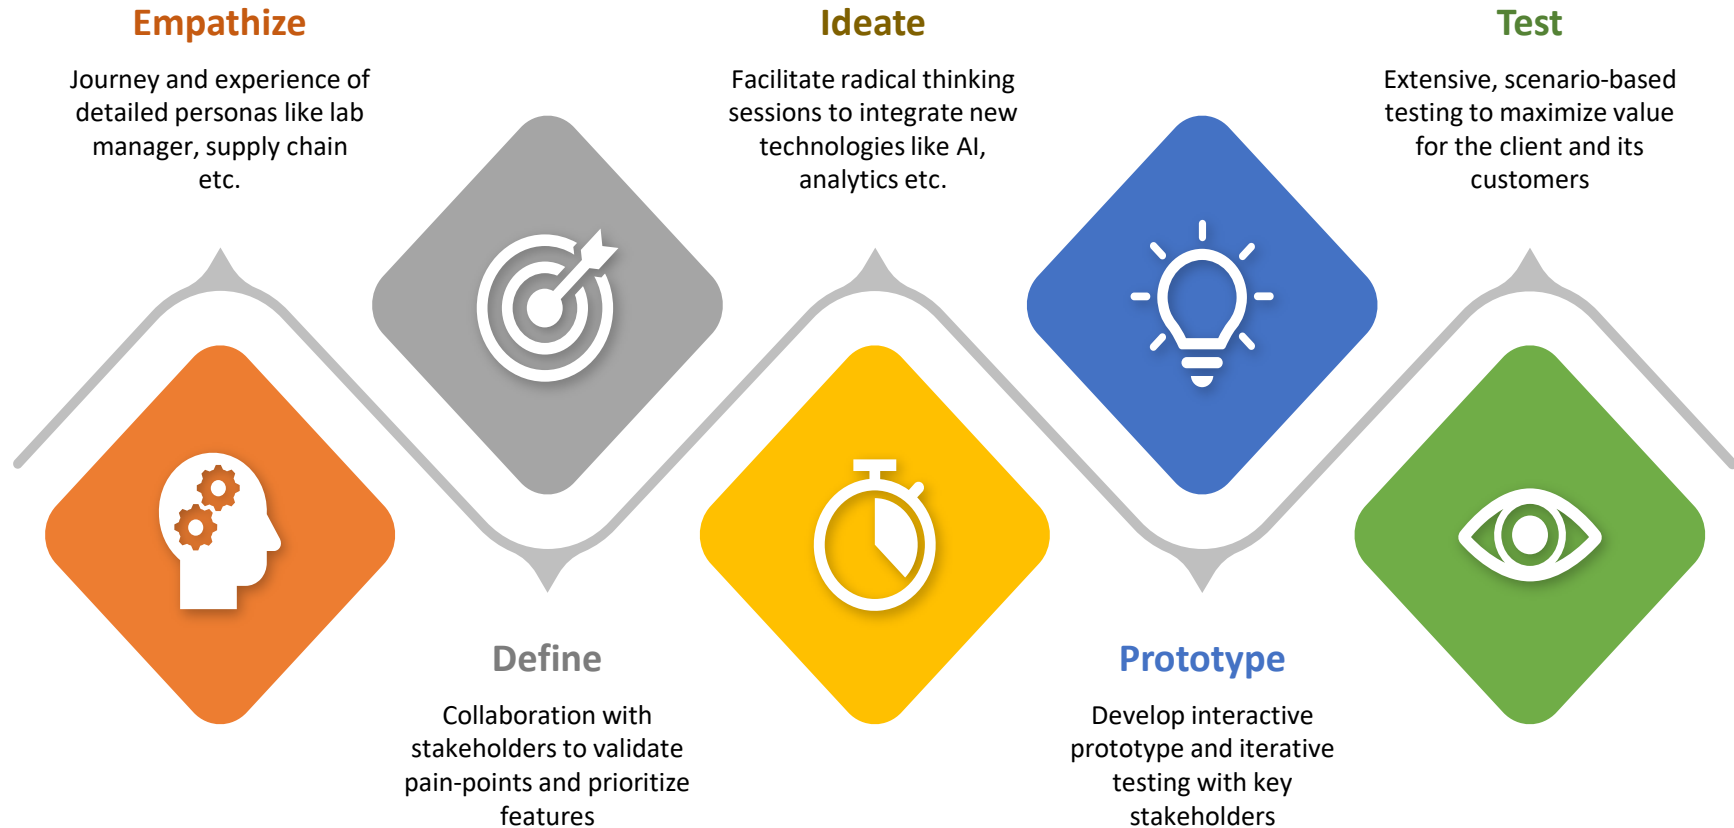 Empathize
Journey and experience of
detailed personas like lab
manager, supply chain
etc.
Define
Collaboration with
stakeholders to validate
pain-points and prioritize
features
Ideate
Facilitate radical thinking
sessions to integrate new
technologies like AI,
analytics etc.
Prototype
Develop interactive
prototype and iterative
testing with key
stakeholders
Test
Extensive, scenario-based
testing to maximize value
for the client and its
customers